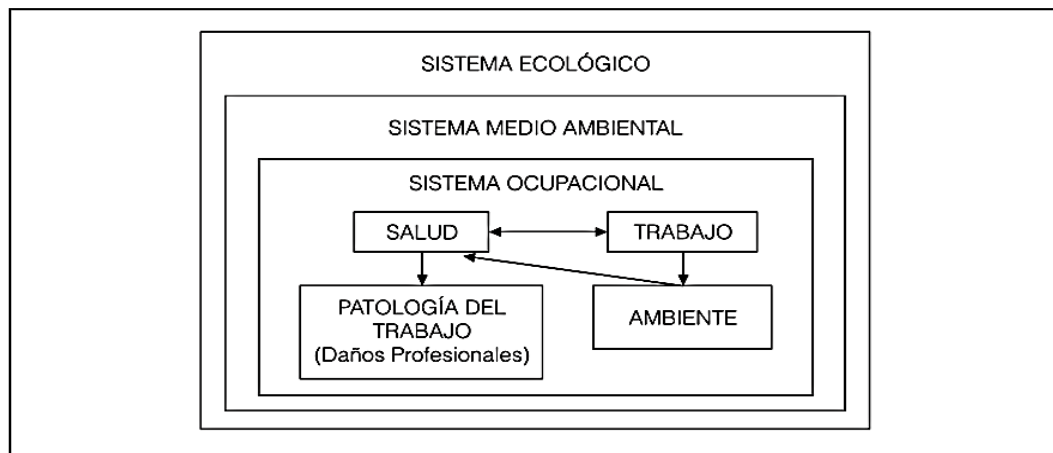 SISTEMA ECOLÓGICO
SISTEMA MEDIO AMBIENTAL
SISTEMA OCUPACIONAL
SALUD
TRABAJO
PATOLOGÍA DEL
TRABAJO
(Daños Profesionales)
AMBIENTE